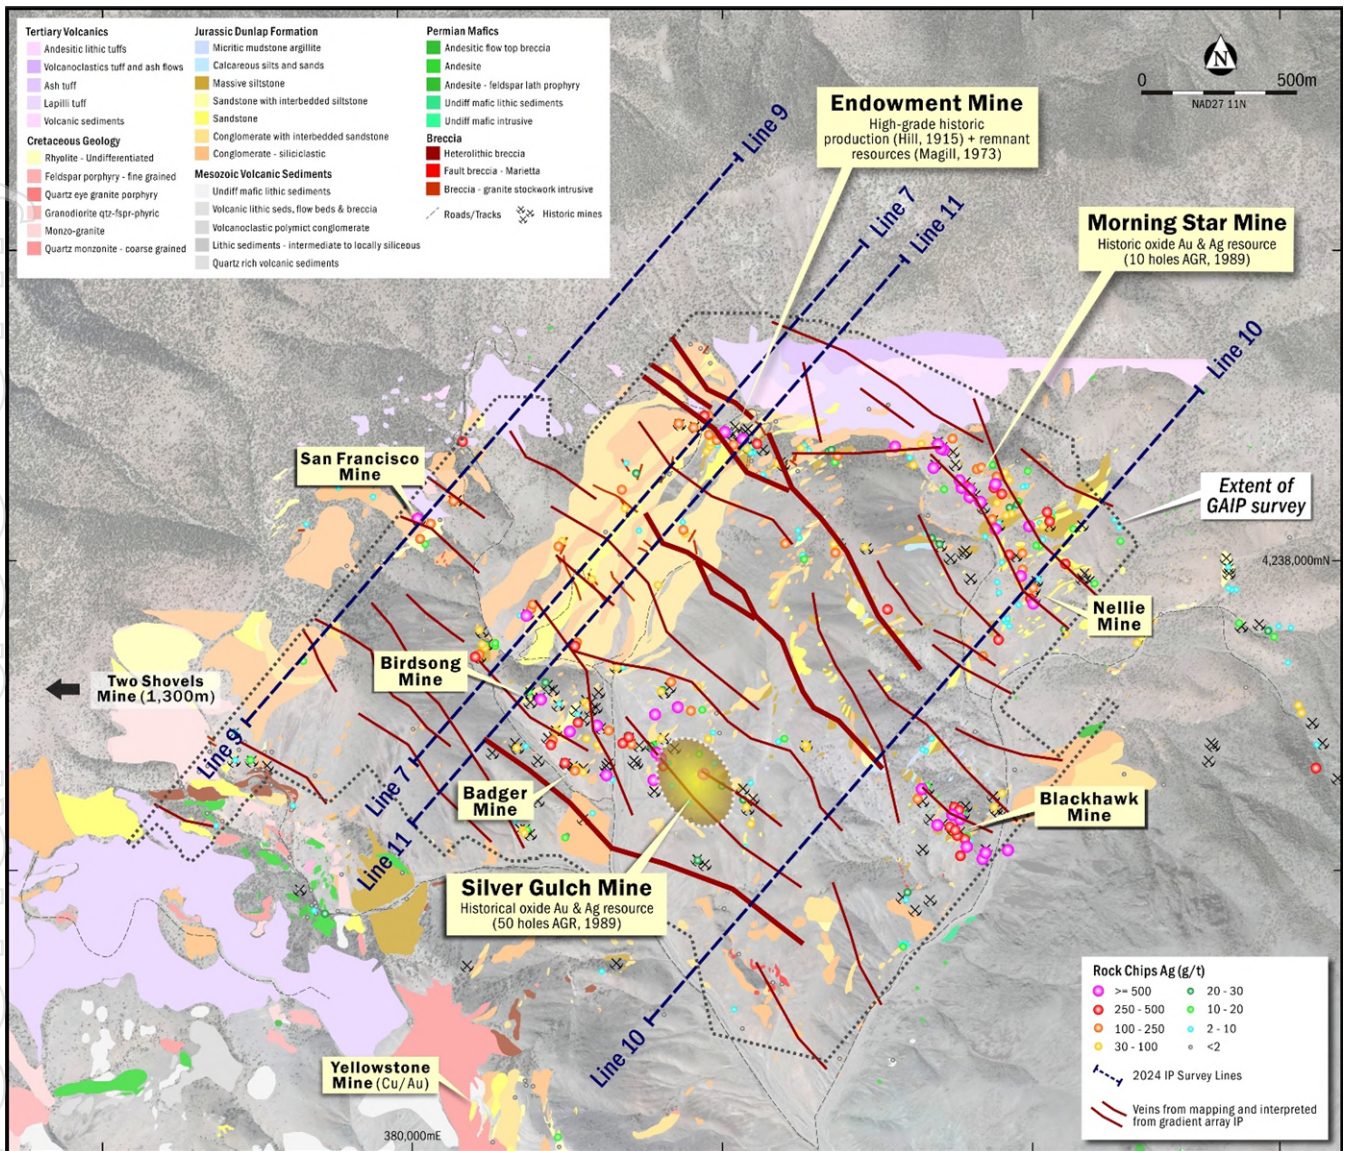 Tertiary Volcanics
Andesitic lithic tuffs
Volcanoclastics tuff and ash flows
Ash tuff
Lapilli tuff
Volcanic sediments
Cretaceous Geology
Rhyolite - Undifferentiated
Feldspar porphyry - fine grained
Quartz eye granite porphyry
Granodiorite qtz-fspr-phyric
Monzo-granite
Quartz monzonite - coarse grained
Jurassic Dunlap Formation
Micritic mudstone argillite
Calcareous silts and sands
Massive siltstone
Sandstone with interbedded siltstone
Sandstone
Conglomerate with interbedded sandstone
Conglomerate - siliciclastic
Mesozoic Volcanic Sediments
Undiff mafic lithic sediments
Volcanic lithic seds, flow beds & breccia
Volcanoclastic polymict conglomerate
Lithic sediments - intermediate to locally siliceous
Quartz rich volcanic sediments
Permian Mafics
Andesitic flow top breccia
Andesite
Andesite - feldspar lath prophyry
Undiff mafic lithic sediments
Undiff mafic intrusive
Breccia
Heterolithic breccia
Fault breccia - Marietta
Breccia - granite stockwork intrusive
Roads/Tracks
Historic mines
N
0 500m
NAD27 11N
Line 9
Endowment Mine
High-grade historic
production (Hill, 1915) + remnant
resources (Magill, 1973)
Line 7
Line 11
Morning Star Mine
Historic oxide Au & Ag resource
(10 holes AGR, 1989)
Line 10
San Francisco
Mine
Extent of
GAIP survey
4,238,000mN
Nellie
Mine
Birdsong
Mine
Two Shovels
Mine (1,300m)
Line 9
Line 7
Badger
Mine
Blackhawk
Mine
Line 11
Silver Gulch Mine
Historical oxide Au & Ag resource
(50 holes AGR, 1989)
Line 10
Yellowstone
Mine (Cu/Au)
380,000mE
Rock Chips Ag (g/t)
>= 500
250 - 500
100 - 250
30 - 100
20 - 30
10 - 20
2 - 10
<2
2024 IP Survey Lines
Veins from mapping and interpreted
from gradient array IP